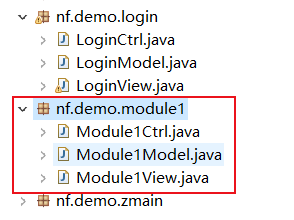 nf.demo.login
LoginCtrl.java
LoginModel.java
LoginView.java
nf.demo.module1
Module1Ctrl.java
Module1Model.java
Module1View.java
nf.demo.zmain